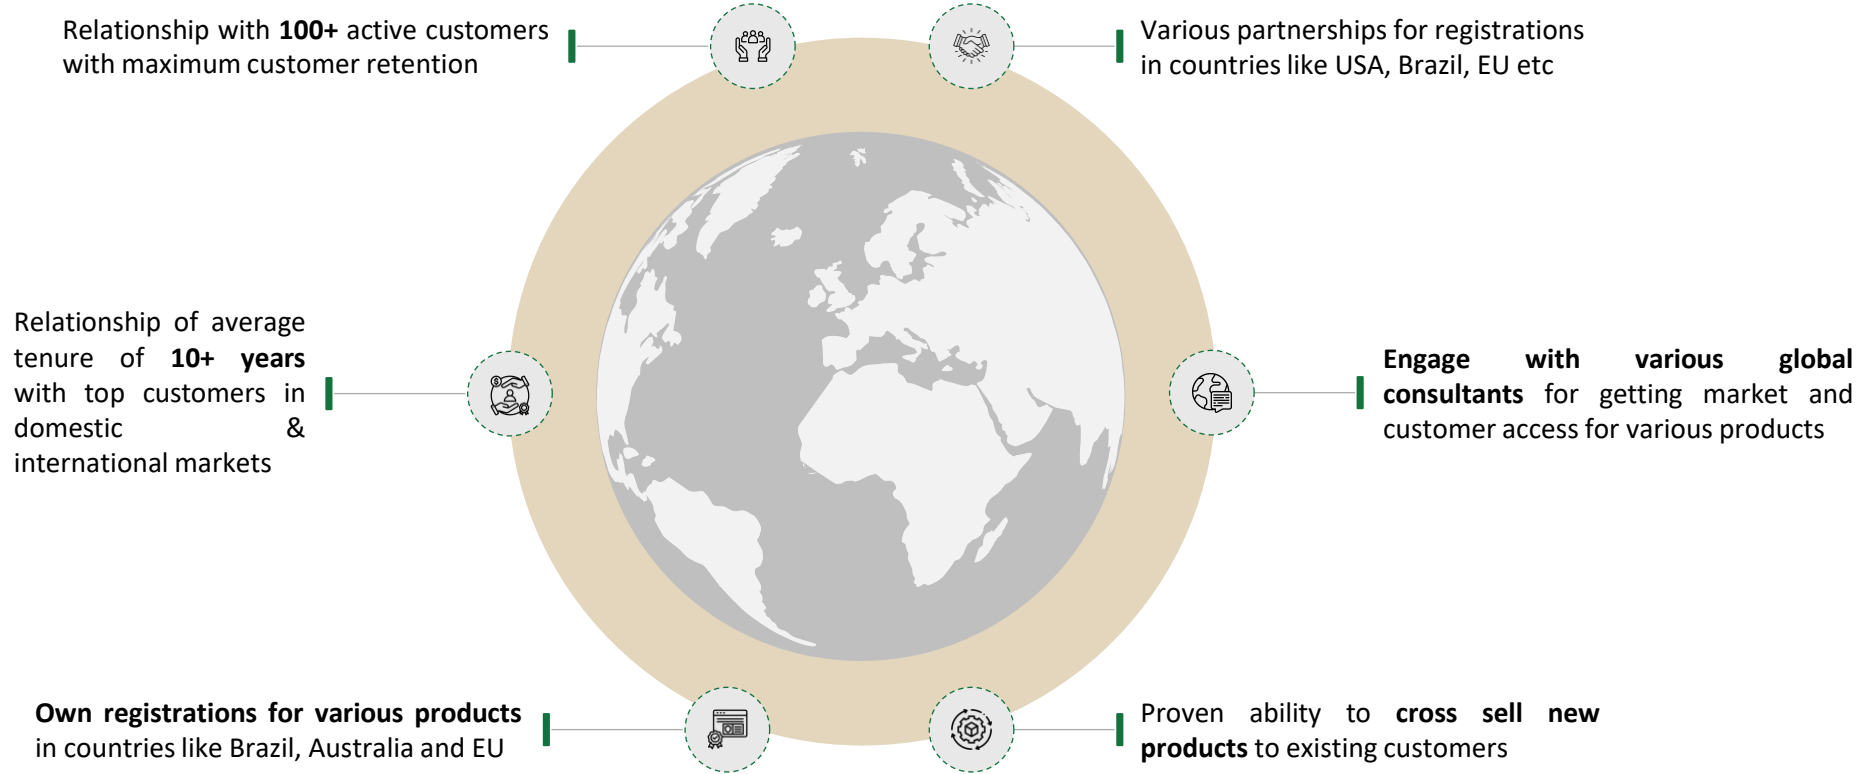 Relationship with 100+ active customers
with maximum customer retention
Various partnerships for registrations
in countries like USA, Brazil, EU etc
Relationship of average
tenure of 10+ years
with top customers in
domestic &
international markets
Engage with various global
consultants for getting market and
customer access for various products
Own registrations for various products
in countries like Brazil, Australia and EU
Proven ability to cross sell new
products to existing customers